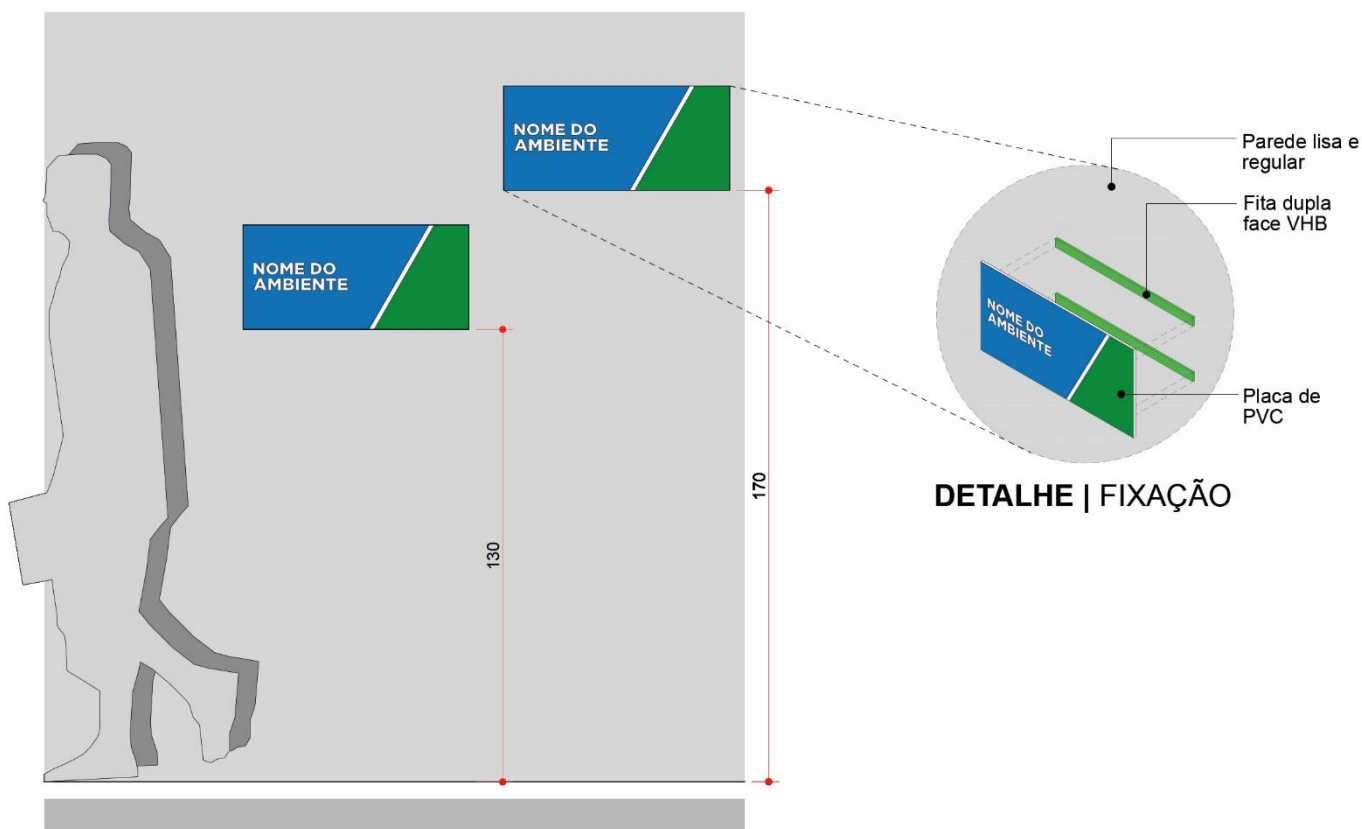 NOME DO
AMBIENTE
NOME DO
AMBIENTE
130
170
Parede lisa e
regular
Fita dupla
face VHB
NOME DO
AMBIENTE
Placa de
PVC
DETALHE | FIXAÇÃO